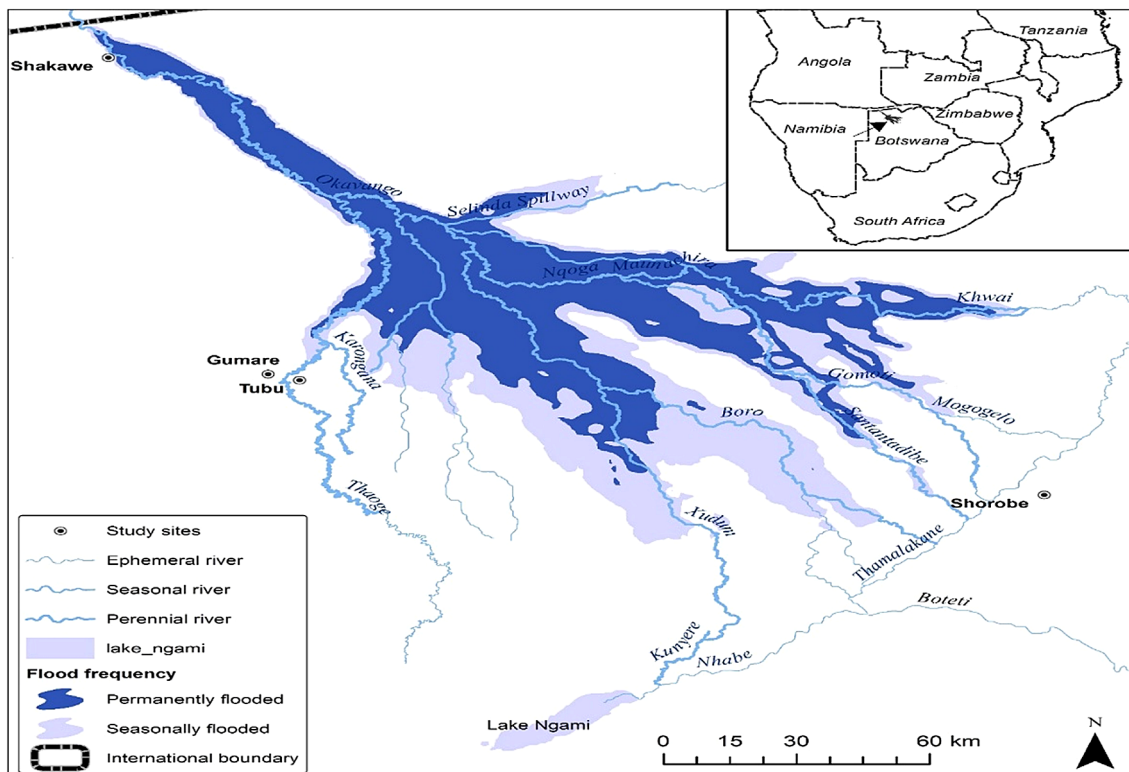 Shakawe
Okavango
Selinda Spillway
Nqoga Maunachira
Khwai
Gumare
Tubu
Karongana
Gomoti
Mogogelo
Boro
Santantadibe
Shorobe
Thaoge
Xudum
Thamalakane
Boteti
Kunyere
Nhabe
Lake Ngami
Tanzania
Angola
Zambia
Zimbabwe
Namibia
Botswana
South Africa
Study sites
Ephemeral river
Seasonal river
Perennial river
lake_ngami
Flood frequency
Permanently flooded
Seasonally flooded
International boundary
0 15 30 60 km
N